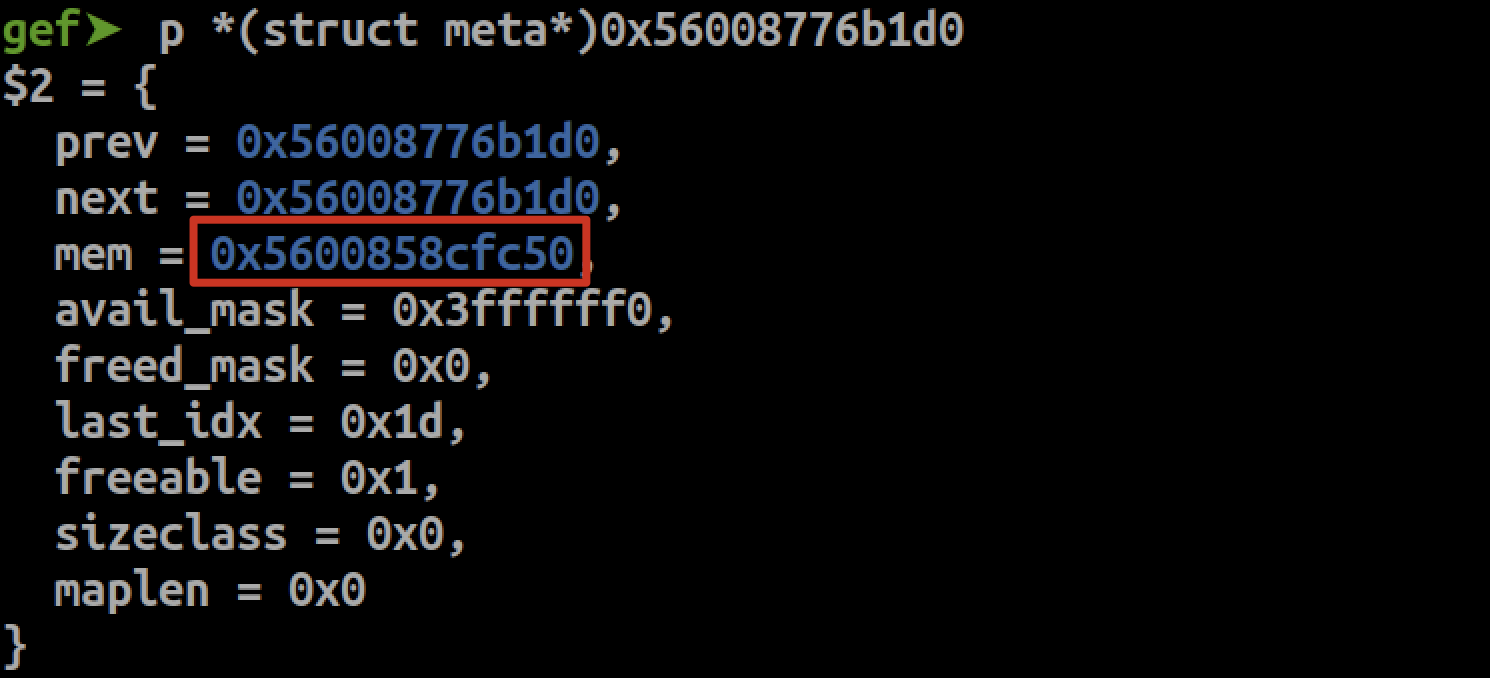 gef➤ p *(struct meta*)0x56008776b1d0
$2 = {
prev = 0x56008776b1d0,
next = 0x56008776b1d0,
mem = 0x5600858cfc50,
avail_mask = 0x3ffffff0,
freed_mask = 0x0,
last_idx = 0x1d,
freeable = 0x1,
sizeclass = 0x0,
maplen = 0x0
}